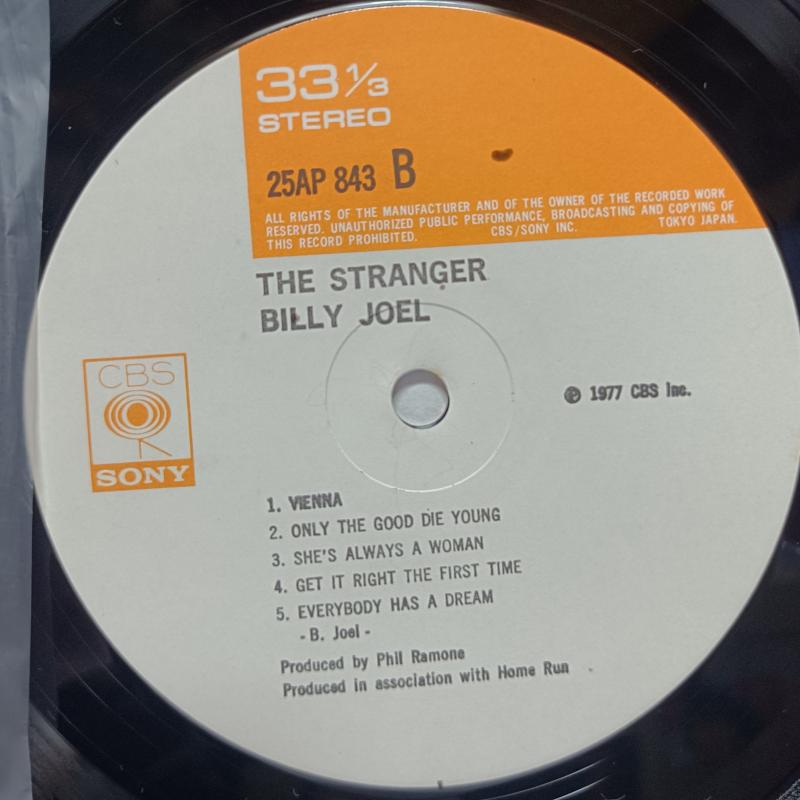 33 1/3
STEREO
25AP 843 B
ALL RIGHTS OF THE MANUFACTURER AND OF THE OWNER OF THE RECORDED WORK
RESERVED. UNAUTHORIZED PUBLIC PERFORMANCE, BROADCASTING AND COPYING OF
THIS RECORD PROHIBITED. CBS/SONY INC. TOKYO JAPAN.
THE STRANGER
BILLY JOEL
CBS
SONY
℗ 1977 CBS Inc.
1. VIENNA
2. ONLY THE GOOD DIE YOUNG
3. SHE'S ALWAYS A WOMAN
4. GET IT RIGHT THE FIRST TIME
5. EVERYBODY HAS A DREAM
- B. Joel -
Produced by Phil Ramone
Produced in association with Home Run